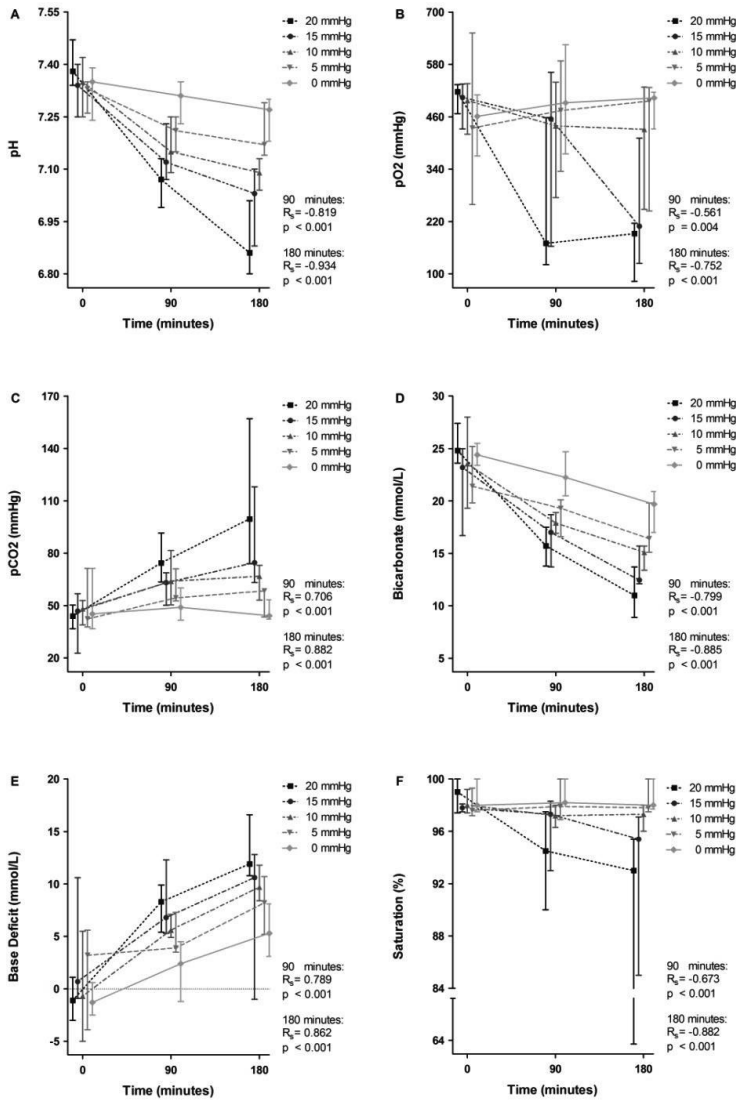 A
7.55
7.40
7.25
7.10
6.95
6.80
pH
0
90
180
Time (minutes)
20 mmHg
15 mmHg
10 mmHg
5 mmHg
0 mmHg
90 minutes:
Rs= -0.819
p < 0.001
180 minutes:
Rs= -0.934
p < 0.001
B
700
580
460
340
220
100
pO2 (mmHg)
0
90
180
Time (minutes)
20 mmHg
15 mmHg
10 mmHg
5 mmHg
0 mmHg
90 minutes:
Rs= -0.561
p = 0.004
180 minutes:
Rs= -0.752
p < 0.001
C
170
140
110
80
50
20
pCO2 (mmHg)
0
90
180
Time (minutes)
20 mmHg
15 mmHg
10 mmHg
5 mmHg
0 mmHg
90 minutes:
Rs= 0.706
p < 0.001
180 minutes:
Rs= 0.882
p < 0.001
D
30
25
20
15
10
5
Bicarbonate (mmol/L)
0
90
180
Time (minutes)
20 mmHg
15 mmHg
10 mmHg
5 mmHg
0 mmHg
90 minutes:
Rs= -0.799
p < 0.001
180 minutes:
Rs= -0.885
p < 0.001
E
20
15
10
5
0
-5
Base Deficit (mmol/L)
0
90
180
Time (minutes)
20 mmHg
15 mmHg
10 mmHg
5 mmHg
0 mmHg
90 minutes:
Rs= 0.789
p < 0.001
180 minutes:
Rs= 0.862
p < 0.001
F
100
96
92
98
84
64
Saturation (%)
0
90
180
Time (minutes)
20 mmHg
15 mmHg
10 mmHg
5 mmHg
0 mmHg
90 minutes:
Rs= -0.673
p < 0.001
180 minutes:
Rs= -0.882
p < 0.001